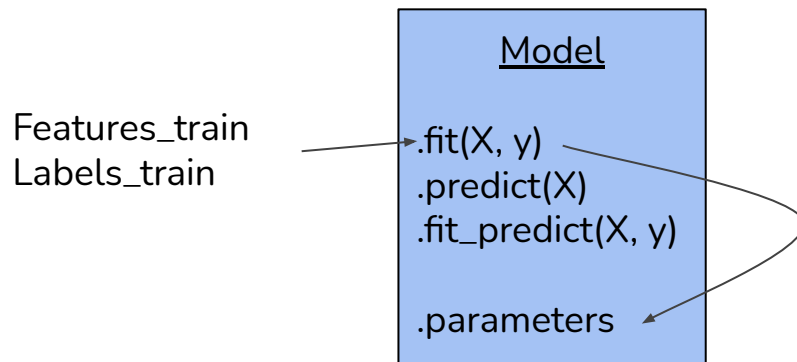 Model
Features_train
Labels_train
.fit(X, y)
.predict(X)
.fit_predict(X, y)
.parameters